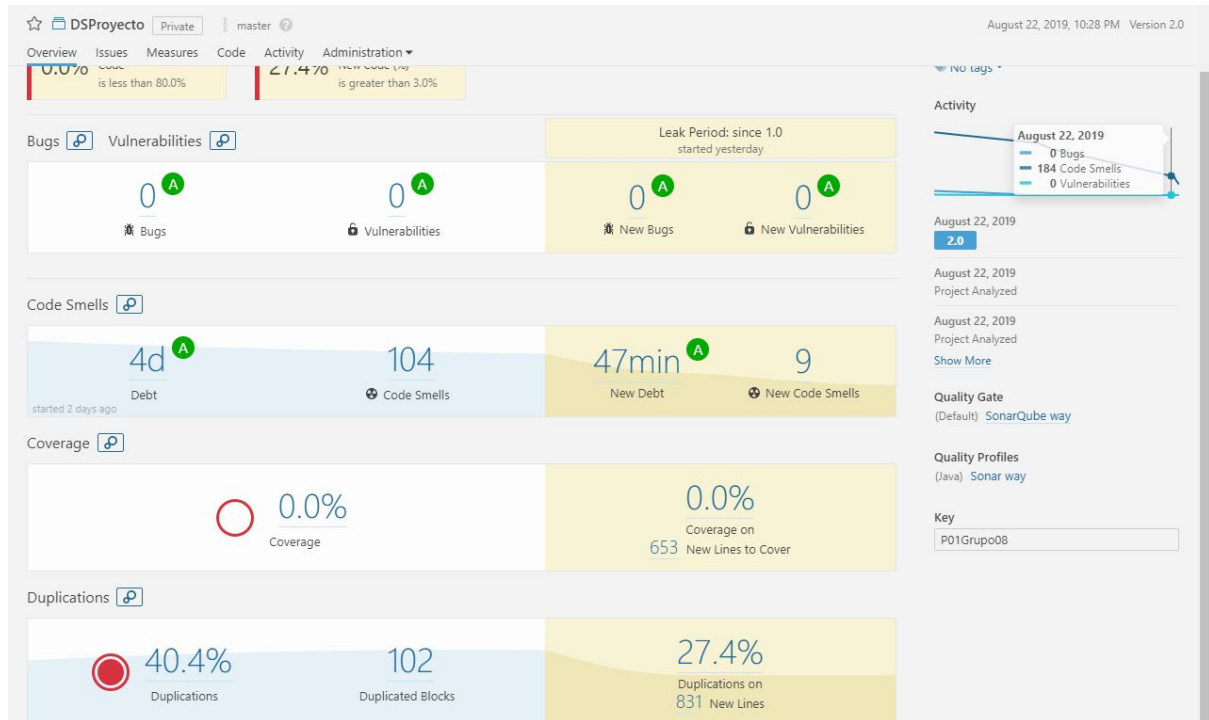 DSProyecto Private master August 22, 2019, 10:28 PM Version 2.0
Overview Issues Measures Code Activity Administration
0.0% Code
is less than 80.0%
27.4% New Code (%)
is greater than 3.0%
No tags
Activity
August 22, 2019
0 Bugs
184 Code Smells
0 Vulnerabilities
Bugs Vulnerabilities
Leak Period: since 1.0
started yesterday
0 A
Bugs
0 A
Vulnerabilities
0 A
New Bugs
0 A
New Vulnerabilities
August 22, 2019
2.0
August 22, 2019
Project Analyzed
August 22, 2019
Project Analyzed
Show More
Code Smells
4d A
Debt
started 2 days ago
104
Code Smells
47min A
New Debt
9
New Code Smells
Quality Gate
(Default) SonarQube way
Quality Profiles
(Java) Sonar way
Key
P01Grupo08
Coverage
0.0%
Coverage
0.0%
Coverage on
653 New Lines to Cover
Duplications
40.4%
Duplications
102
Duplicated Blocks
27.4%
Duplications on
831 New Lines